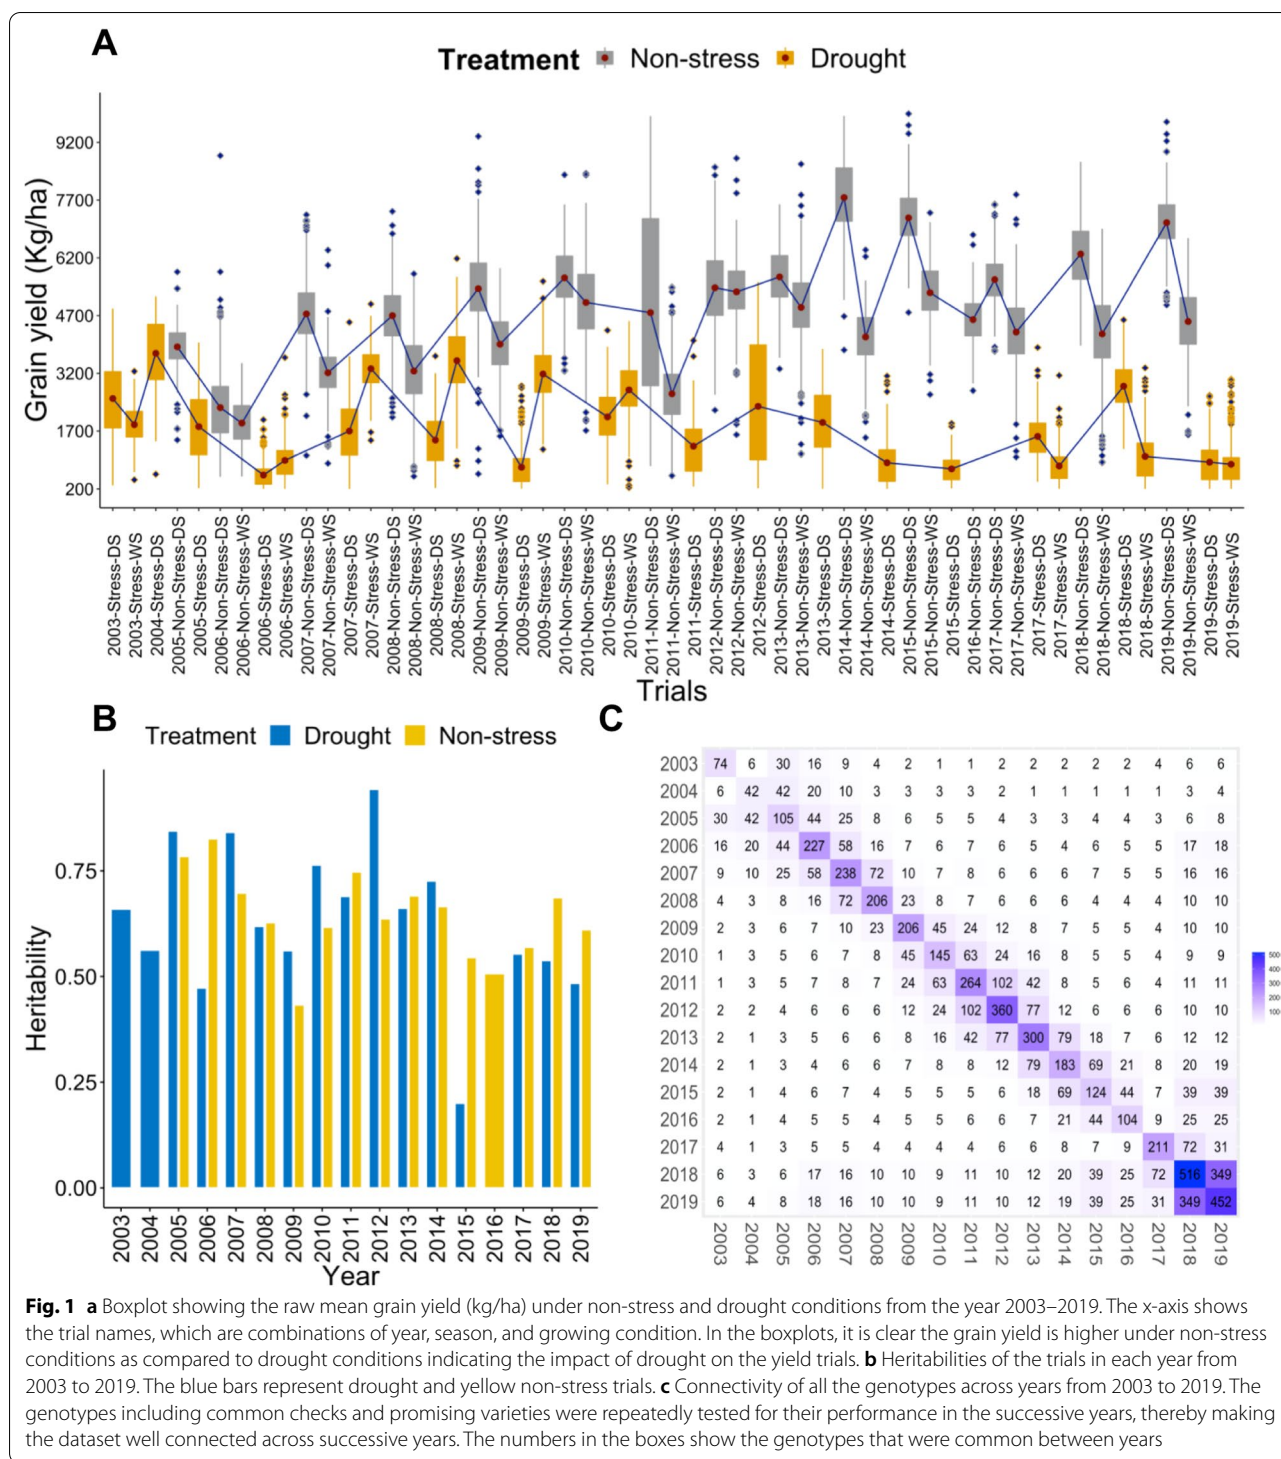 A
Treatment Non-stress Drought
Grain yield (Kg/ha)
9200
7700
6200
4700
3200
1700
200
2003-Stress-DS
2003-Stress-WS
2004-Stress-DS
2005-Non-Stress-DS
2005-Stress-DS
2006-Non-Stress-DS
2006-Non-Stress-WS
2006-Stress-DS
2006-Stress-WS
2007-Non-Stress-DS
2007-Non-Stress-WS
2007-Stress-DS
2007-Stress-WS
2008-Non-Stress-DS
2008-Non-Stress-WS
2008-Stress-DS
2008-Stress-WS
2009-Non-Stress-DS
2009-Non-Stress-WS
2009-Stress-DS
2009-Stress-WS
2010-Non-Stress-DS
2010-Non-Stress-WS
2010-Stress-DS
2010-Stress-WS
2011-Non-Stress-DS
2011-Non-Stress-WS
2011-Stress-DS
2012-Non-Stress-DS
2012-Non-Stress-WS
2012-Stress-DS
2013-Non-Stress-DS
2013-Non-Stress-WS
2013-Stress-DS
2014-Non-Stress-DS
2014-Non-Stress-WS
2014-Stress-DS
2015-Non-Stress-DS
2015-Non-Stress-WS
2015-Stress-DS
2016-Non-Stress-DS
2017-Non-Stress-DS
2017-Non-Stress-WS
2017-Stress-DS
2017-Stress-WS
2018-Non-Stress-DS
2018-Non-Stress-WS
2018-Stress-DS
2018-Stress-WS
2019-Non-Stress-DS
2019-Non-Stress-WS
2019-Stress-DS
2019-Stress-WS
Trials
B
Treatment Drought Non-stress
Heritability
0.75
0.50
0.25
0.00
2003 2004 2005 2006 2007 2008 2009 2010 2011 2012 2013 2014 2015 2016 2017 2018 2019
Year
C
2003 74 6 30 16 9 4 2 1 1 2 2 2 2 2 4 6 6
2004 6 42 42 20 10 3 3 3 3 2 1 1 1 1 1 3 4
2005 30 42 105 44 25 8 6 5 5 4 3 3 4 4 3 6 8
2006 16 20 44 227 58 16 7 6 7 6 5 4 6 5 5 17 18
2007 9 10 25 58 238 72 10 7 8 6 6 6 7 5 5 16 16
2008 4 3 8 16 72 206 23 8 7 6 6 6 4 4 4 10 10
2009 2 3 6 7 10 23 206 45 24 12 8 7 5 5 4 10 10
2010 1 3 5 6 7 8 45 145 63 24 16 8 5 5 4 9 9
2011 1 3 5 7 8 7 24 63 264 102 42 8 5 6 4 11 11
2012 2 2 4 6 6 6 12 24 102 360 77 12 6 6 6 10 10
2013 2 1 3 5 6 6 8 16 42 77 300 79 18 7 6 12 12
2014 2 1 3 4 6 6 7 8 8 12 79 183 69 21 8 20 19
2015 2 1 4 6 7 4 5 5 5 6 18 69 124 44 7 39 39
2016 2 1 4 5 5 4 5 5 6 6 7 21 44 104 9 25 25
2017 4 1 3 5 5 4 4 4 4 6 6 8 7 9 211 72 31
2018 6 3 6 17 16 10 10 9 11 10 12 20 39 25 72 516 349
2019 6 4 8 18 16 10 10 9 11 10 12 19 39 25 31 349 452
2003 2004 2005 2006 2007 2008 2009 2010 2011 2012 2013 2014 2015 2016 2017 2018 2019
500
400
300
200
100
Fig. 1 a Boxplot showing the raw mean grain yield (kg/ha) under non-stress and drought conditions from the year 2003–2019. The x-axis shows
the trial names, which are combinations of year, season, and growing condition. In the boxplots, it is clear the grain yield is higher under non-stress
conditions as compared to drought conditions indicating the impact of drought on the yield trials. b Heritabilities of the trials in each year from
2003 to 2019. The blue bars represent drought and yellow non-stress trials. c Connectivity of all the genotypes across years from 2003 to 2019. The
genotypes including common checks and promising varieties were repeatedly tested for their performance in the successive years, thereby making
the dataset well connected across successive years. The numbers in the boxes show the genotypes that were common between years